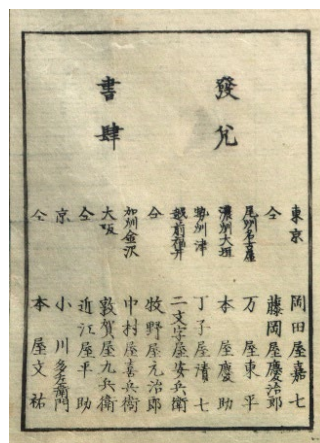 發兌
書肆
東京 岡田屋嘉七
仝 藤岡屋慶治郎
尾州名古屋 万屋東平
濃州大垣 本屋慶助
勢州津 丁子屋清七
越前福井 二文字屋安兵衛
仝 牧野屋元治郎
加州金沢 中村屋喜兵衛
大坂 敦賀屋九兵衛
仝 近江屋平助
京 小川多左衛門
仝 本屋文祐